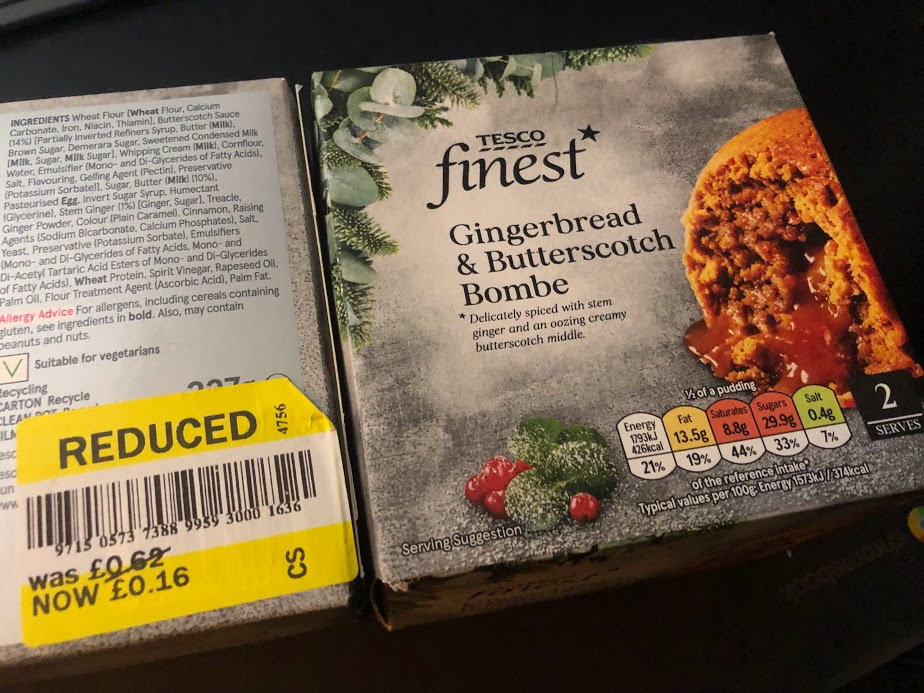 INGREDIENTS Wheat Flour [Wheat Flour, Calcium
Carbonate, Iron, Niacin, Thiamin], Butterscotch Sauce
(14%) [Partially Inverted Refiners Syrup, Butter (Milk),
Brown Sugar, Demerara Sugar, Sweetened Condensed Milk
[Milk, Sugar, Milk Sugar], Whipping Cream (Milk), Cornflour,
Water, Emulsifier (Mono- and Di-Glycerides of Fatty Acids),
Salt, Flavouring, Gelling Agent (Pectin), Preservative
(Potassium Sorbate)], Sugar, Butter (Milk) (10%),
Pasteurised Egg, Invert Sugar Syrup, Humectant
(Glycerine), Stem Ginger (1%) [Ginger, Sugar], Treacle,
Ginger Powder, Colour (Plain Caramel), Cinnamon, Raising
Agents (Sodium Bicarbonate, Calcium Phosphates), Salt,
Yeast, Preservative (Potassium Sorbate), Emulsifiers
(Mono- and Di-Glycerides of Fatty Acids, Mono- and
Di-Acetyl Tartaric Acid Esters of Mono- and Di-Glycerides
of Fatty Acids), Wheat Protein, Spirit Vinegar, Rapeseed Oil,
Palm Oil, Flour Treatment Agent (Ascorbic Acid), Palm Fat.
Allergy Advice For allergens, including cereals containing
gluten, see ingredients in bold. Also, may contain
peanuts and nuts.
V Suitable for vegetarians
Recycling
CARTON Recycle
REDUCED
4756
9715 0573 7388 9959 3000 1636
was £0.62
NOW £0.16
CS
TESCO
finest*
Gingerbread
& Butterscotch
Bombe
* Delicately spiced with stem
ginger and an oozing creamy
butterscotch middle.
½ of a pudding
Energy 1793kJ 426kcal 21%
Fat 13.5g 19%
Saturates 8.8g 44%
Sugars 29.9g 33%
Salt 0.4g 7%
of the reference intake*
Typical values per 100g: Energy 1573kJ / 374kcal
2
SERVES
Serving Suggestion